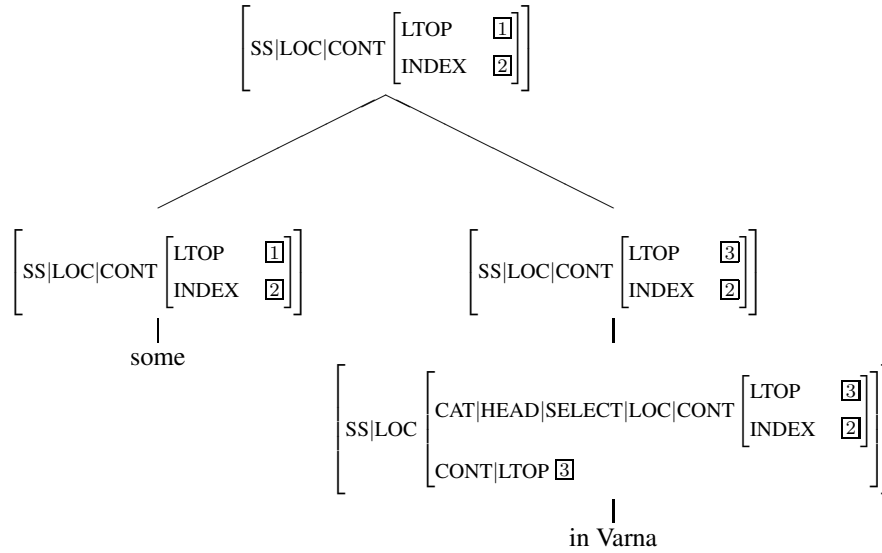 SS|LOC|CONT LTOP 1
INDEX 2
SS|LOC|CONT LTOP 1
INDEX 2
some
SS|LOC|CONT LTOP 3
INDEX 2
SS|LOC CAT|HEAD|SELECT|LOC|CONT LTOP 3
INDEX 2
CONT|LTOP 3
in Varna